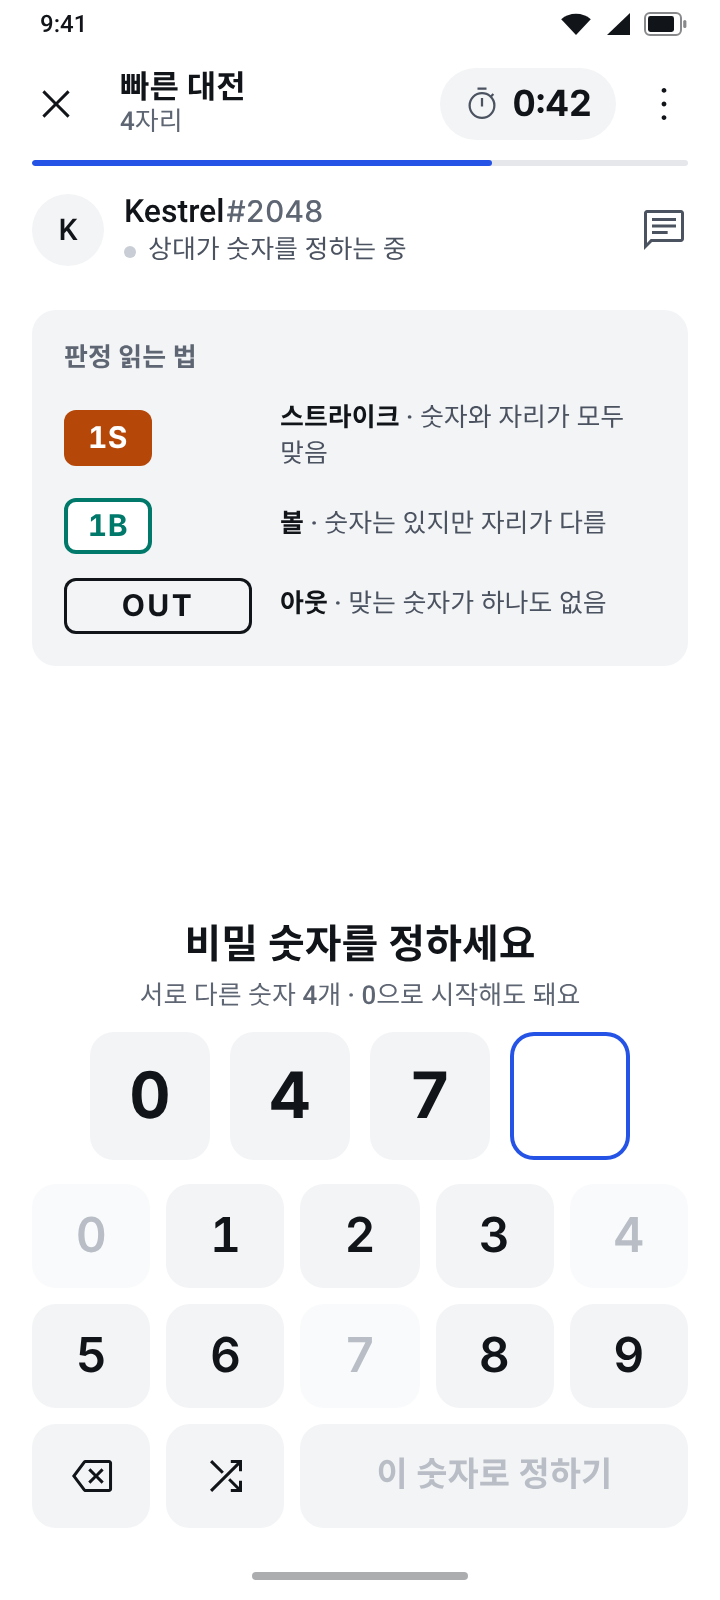 9:41
빠른 대전
4자리
0:42
K
Kestrel#2048
상대가 숫자를 정하는 중
판정 읽는 법
1S
스트라이크 · 숫자와 자리가 모두
맞음
1B
볼 · 숫자는 있지만 자리가 다름
OUT
아웃 · 맞는 숫자가 하나도 없음
비밀 숫자를 정하세요
서로 다른 숫자 4개 · 0으로 시작해도 돼요
0 4 7
0 1 2 3 4
5 6 7 8 9
이 숫자로 정하기